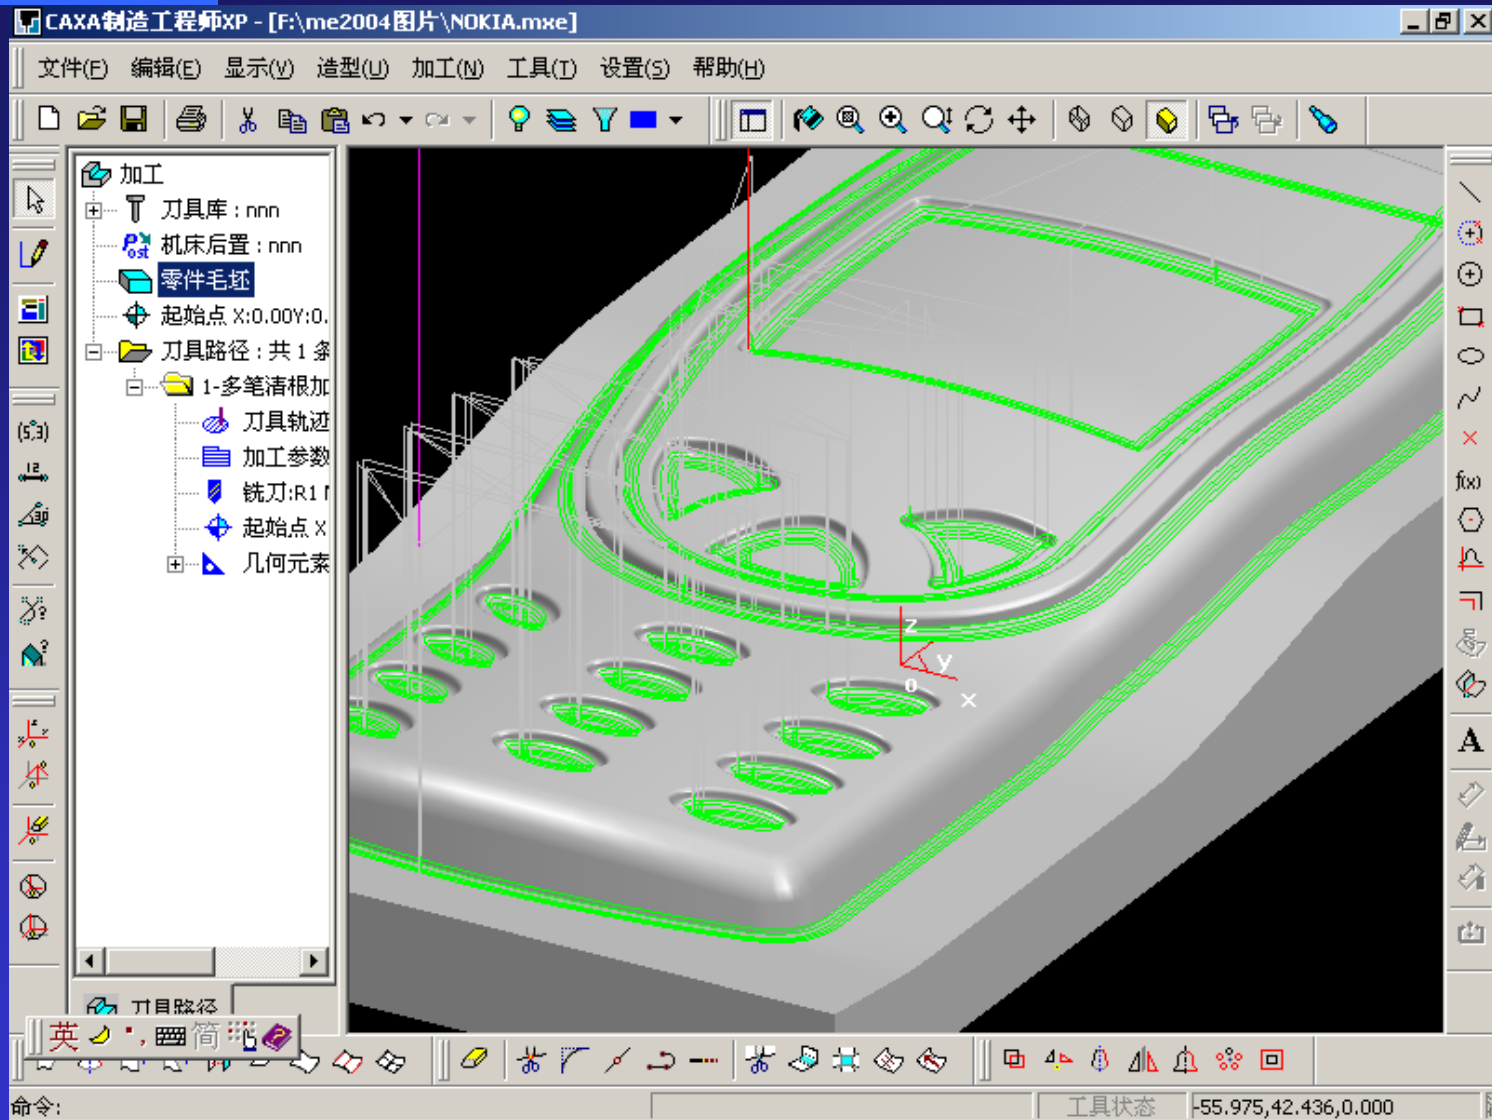 CAXA制造工程师XP - [F:\me2004图片\NOKIA.mxe]
文件(F) 编辑(E) 显示(V) 造型(U) 加工(N) 工具(T) 设置(S) 帮助(H)
加工
刀具库 : nnn
Post 机床后置 : nnn
零件毛坯
起始点 X:0.00Y:0.
刀具路径 : 共 1 条
1-多笔清根加
刀具轨迹
加工参数
铣刀:R1
起始点 X
几何元素
z
y
o
x
f(x)
A
刀具路径
英 简
命令:
工具状态
-55.975,42.436,0.000